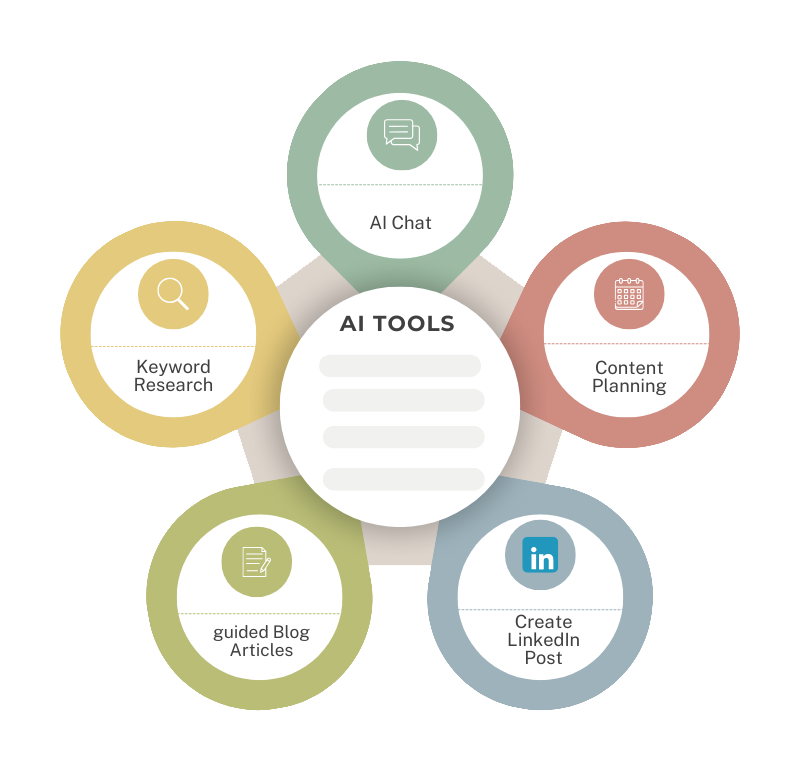 AI Chat
Keyword
Research
AI TOOLS
Content
Planning
guided Blog
Articles
in
Create
LinkedIn
Post